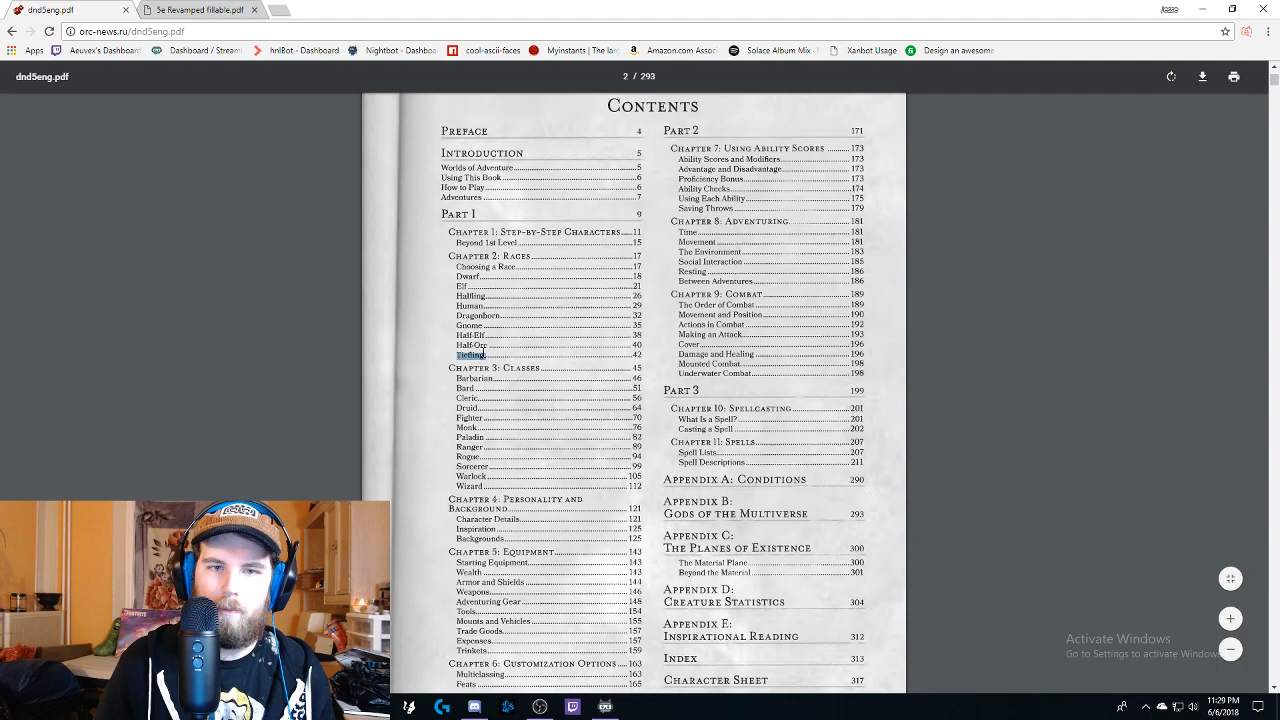 dnd5eng.pdf
5e Revamped fillable.pdf
orc-news.ru/dnd5eng.pdf
Apps
Aeuvex's Dashboard
Dashboard / Stream
hnlBot - Dashboard
Nightbot - Dashboa
cool-ascii-faces
Myinstants | The larg
Amazon.com Associ
Solace Album Mix - G
Xanbot Usage
Design an awesome
dnd5eng.pdf
2 / 293
Contents
Preface 4
Introduction 5
Worlds of Adventure 5
Using This Book 6
How to Play 6
Adventures 7
Part 1 9
Chapter 1: Step-by-Step Characters 11
Beyond 1st Level 15
Chapter 2: Races 17
Choosing a Race 17
Dwarf 18
Elf 21
Halfling 26
Human 29
Dragonborn 32
Gnome 35
Half-Elf 38
Half-Orc 40
Tiefling 42
Chapter 3: Classes 45
Barbarian 46
Bard 51
Cleric 56
Druid 64
Fighter 70
Monk 76
Paladin 82
Ranger 89
Rogue 94
Sorcerer 99
Warlock 105
Wizard 112
Chapter 4: Personality and
Background 121
Character Details 121
Inspiration 125
Backgrounds 125
Chapter 5: Equipment 143
Starting Equipment 143
Wealth 143
Armor and Shields 144
Weapons 146
Adventuring Gear 148
Tools 154
Mounts and Vehicles 155
Trade Goods 157
Expenses 157
Trinkets 159
Chapter 6: Customization Options 163
Multiclassing 163
Feats 165
Part 2 171
Chapter 7: Using Ability Scores 173
Ability Scores and Modifiers 173
Advantage and Disadvantage 173
Proficiency Bonus 173
Ability Checks 174
Using Each Ability 175
Saving Throws 179
Chapter 8: Adventuring 181
Time 181
Movement 181
The Environment 183
Social Interaction 185
Resting 186
Between Adventures 186
Chapter 9: Combat 189
The Order of Combat 189
Movement and Position 190
Actions in Combat 192
Making an Attack 193
Cover 196
Damage and Healing 196
Mounted Combat 198
Underwater Combat 198
Part 3 199
Chapter 10: Spellcasting 201
What Is a Spell? 201
Casting a Spell 202
Chapter 11: Spells 207
Spell Lists 207
Spell Descriptions 211
Appendix A: Conditions 290
Appendix B:
Gods of the Multiverse 293
Appendix C:
The Planes of Existence 300
The Material Plane 300
Beyond the Material 301
Appendix D:
Creature Statistics 304
Appendix E:
Inspirational Reading 312
Index 313
Character Sheet 317
Activate Windows
Go to Settings to activate Windows
11:29 PM
6/6/2018